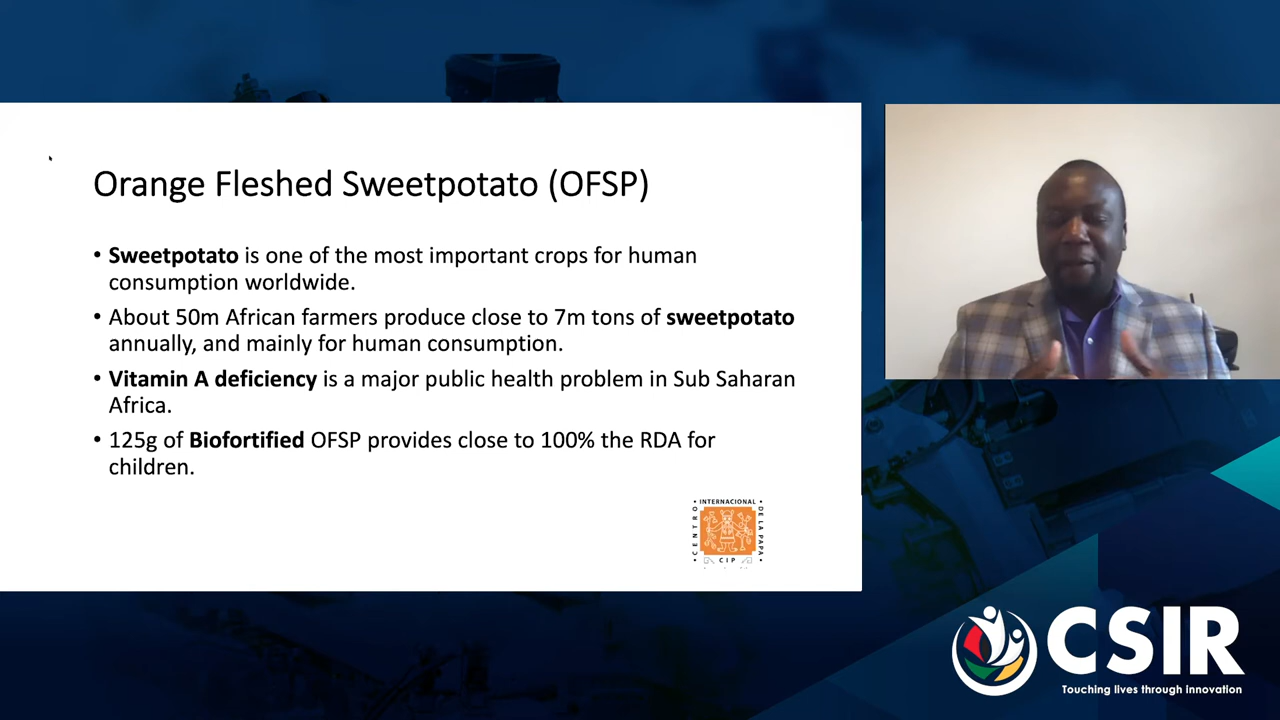 Orange Fleshed Sweetpotato (OFSP)
• Sweetpotato is one of the most important crops for human
consumption worldwide.
• About 50m African farmers produce close to 7m tons of sweetpotato
annually, and mainly for human consumption.
• Vitamin A deficiency is a major public health problem in Sub Saharan
Africa.
• 125g of Biofortified OFSP provides close to 100% the RDA for
children.
CENTRO
INTERNACIONAL
DE LA PAPA
CIP
CSIR
Touching lives through innovation